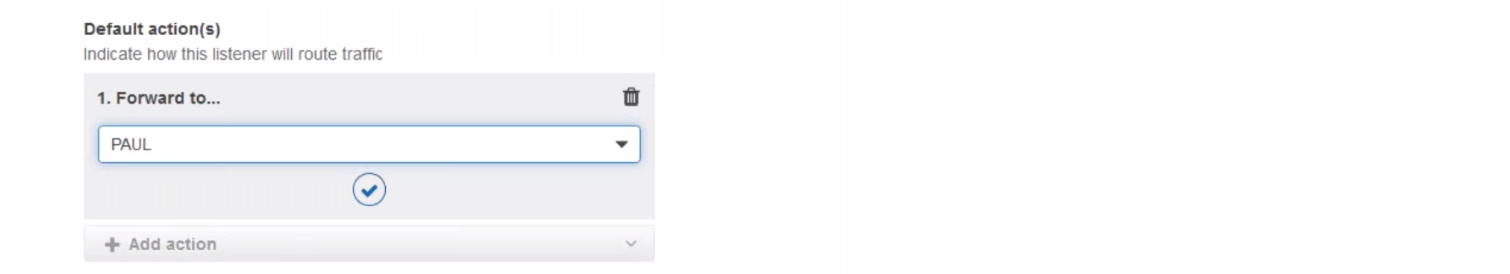 Default action(s)
Indicate how this listener will route traffic
1. Forward to...
PAUL
Add action